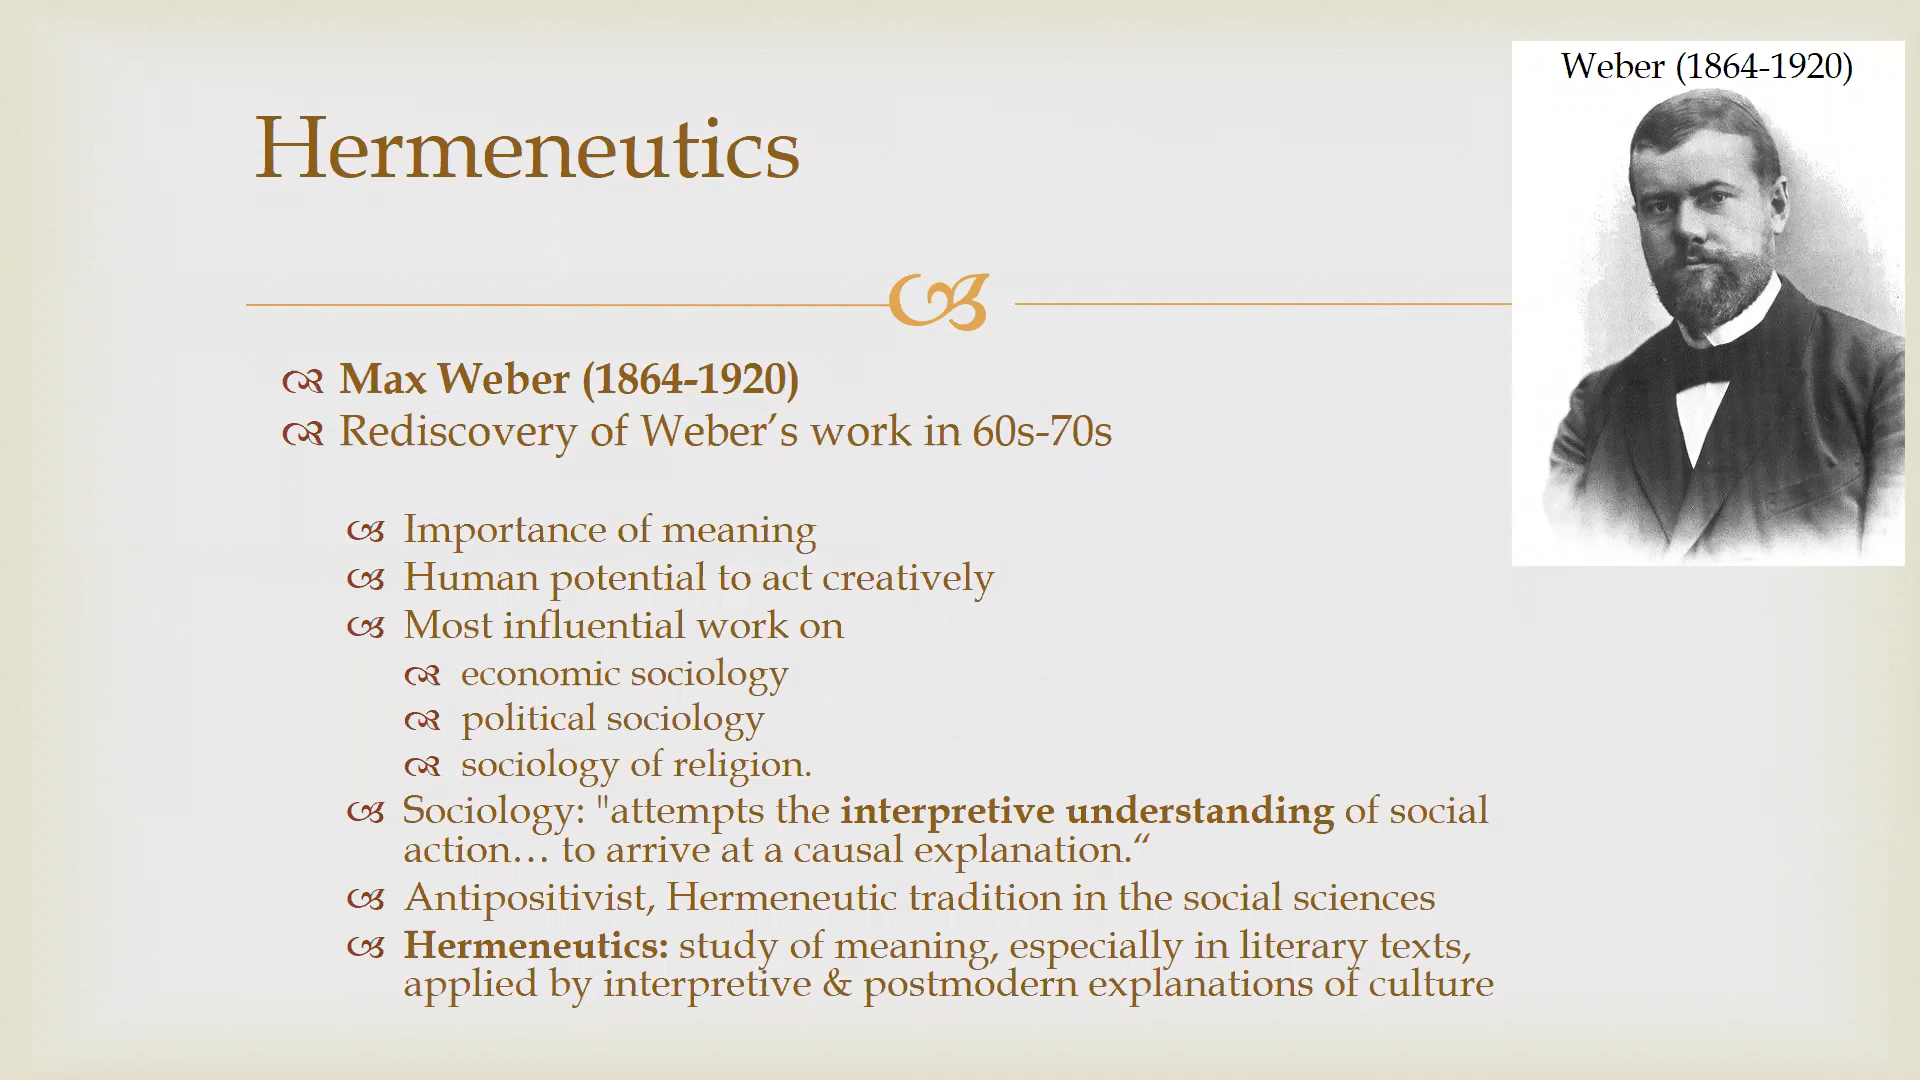 Weber (1864-1920)
Hermeneutics
Max Weber (1864-1920)
Rediscovery of Weber’s work in 60s-70s
Importance of meaning
Human potential to act creatively
Most influential work on
economic sociology
political sociology
sociology of religion.
Sociology: "attempts the interpretive understanding of social
action… to arrive at a causal explanation.“
Antipositivist, Hermeneutic tradition in the social sciences
Hermeneutics: study of meaning, especially in literary texts,
applied by interpretive & postmodern explanations of culture